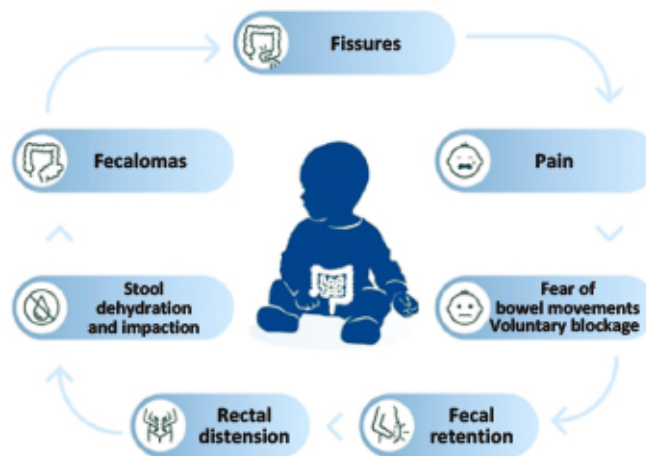 Fissures
Pain
Fear of
bowel movements
Voluntary blockage
Fecal
retention
Rectal
distension
Stool
dehydration
and impaction
Fecalomas